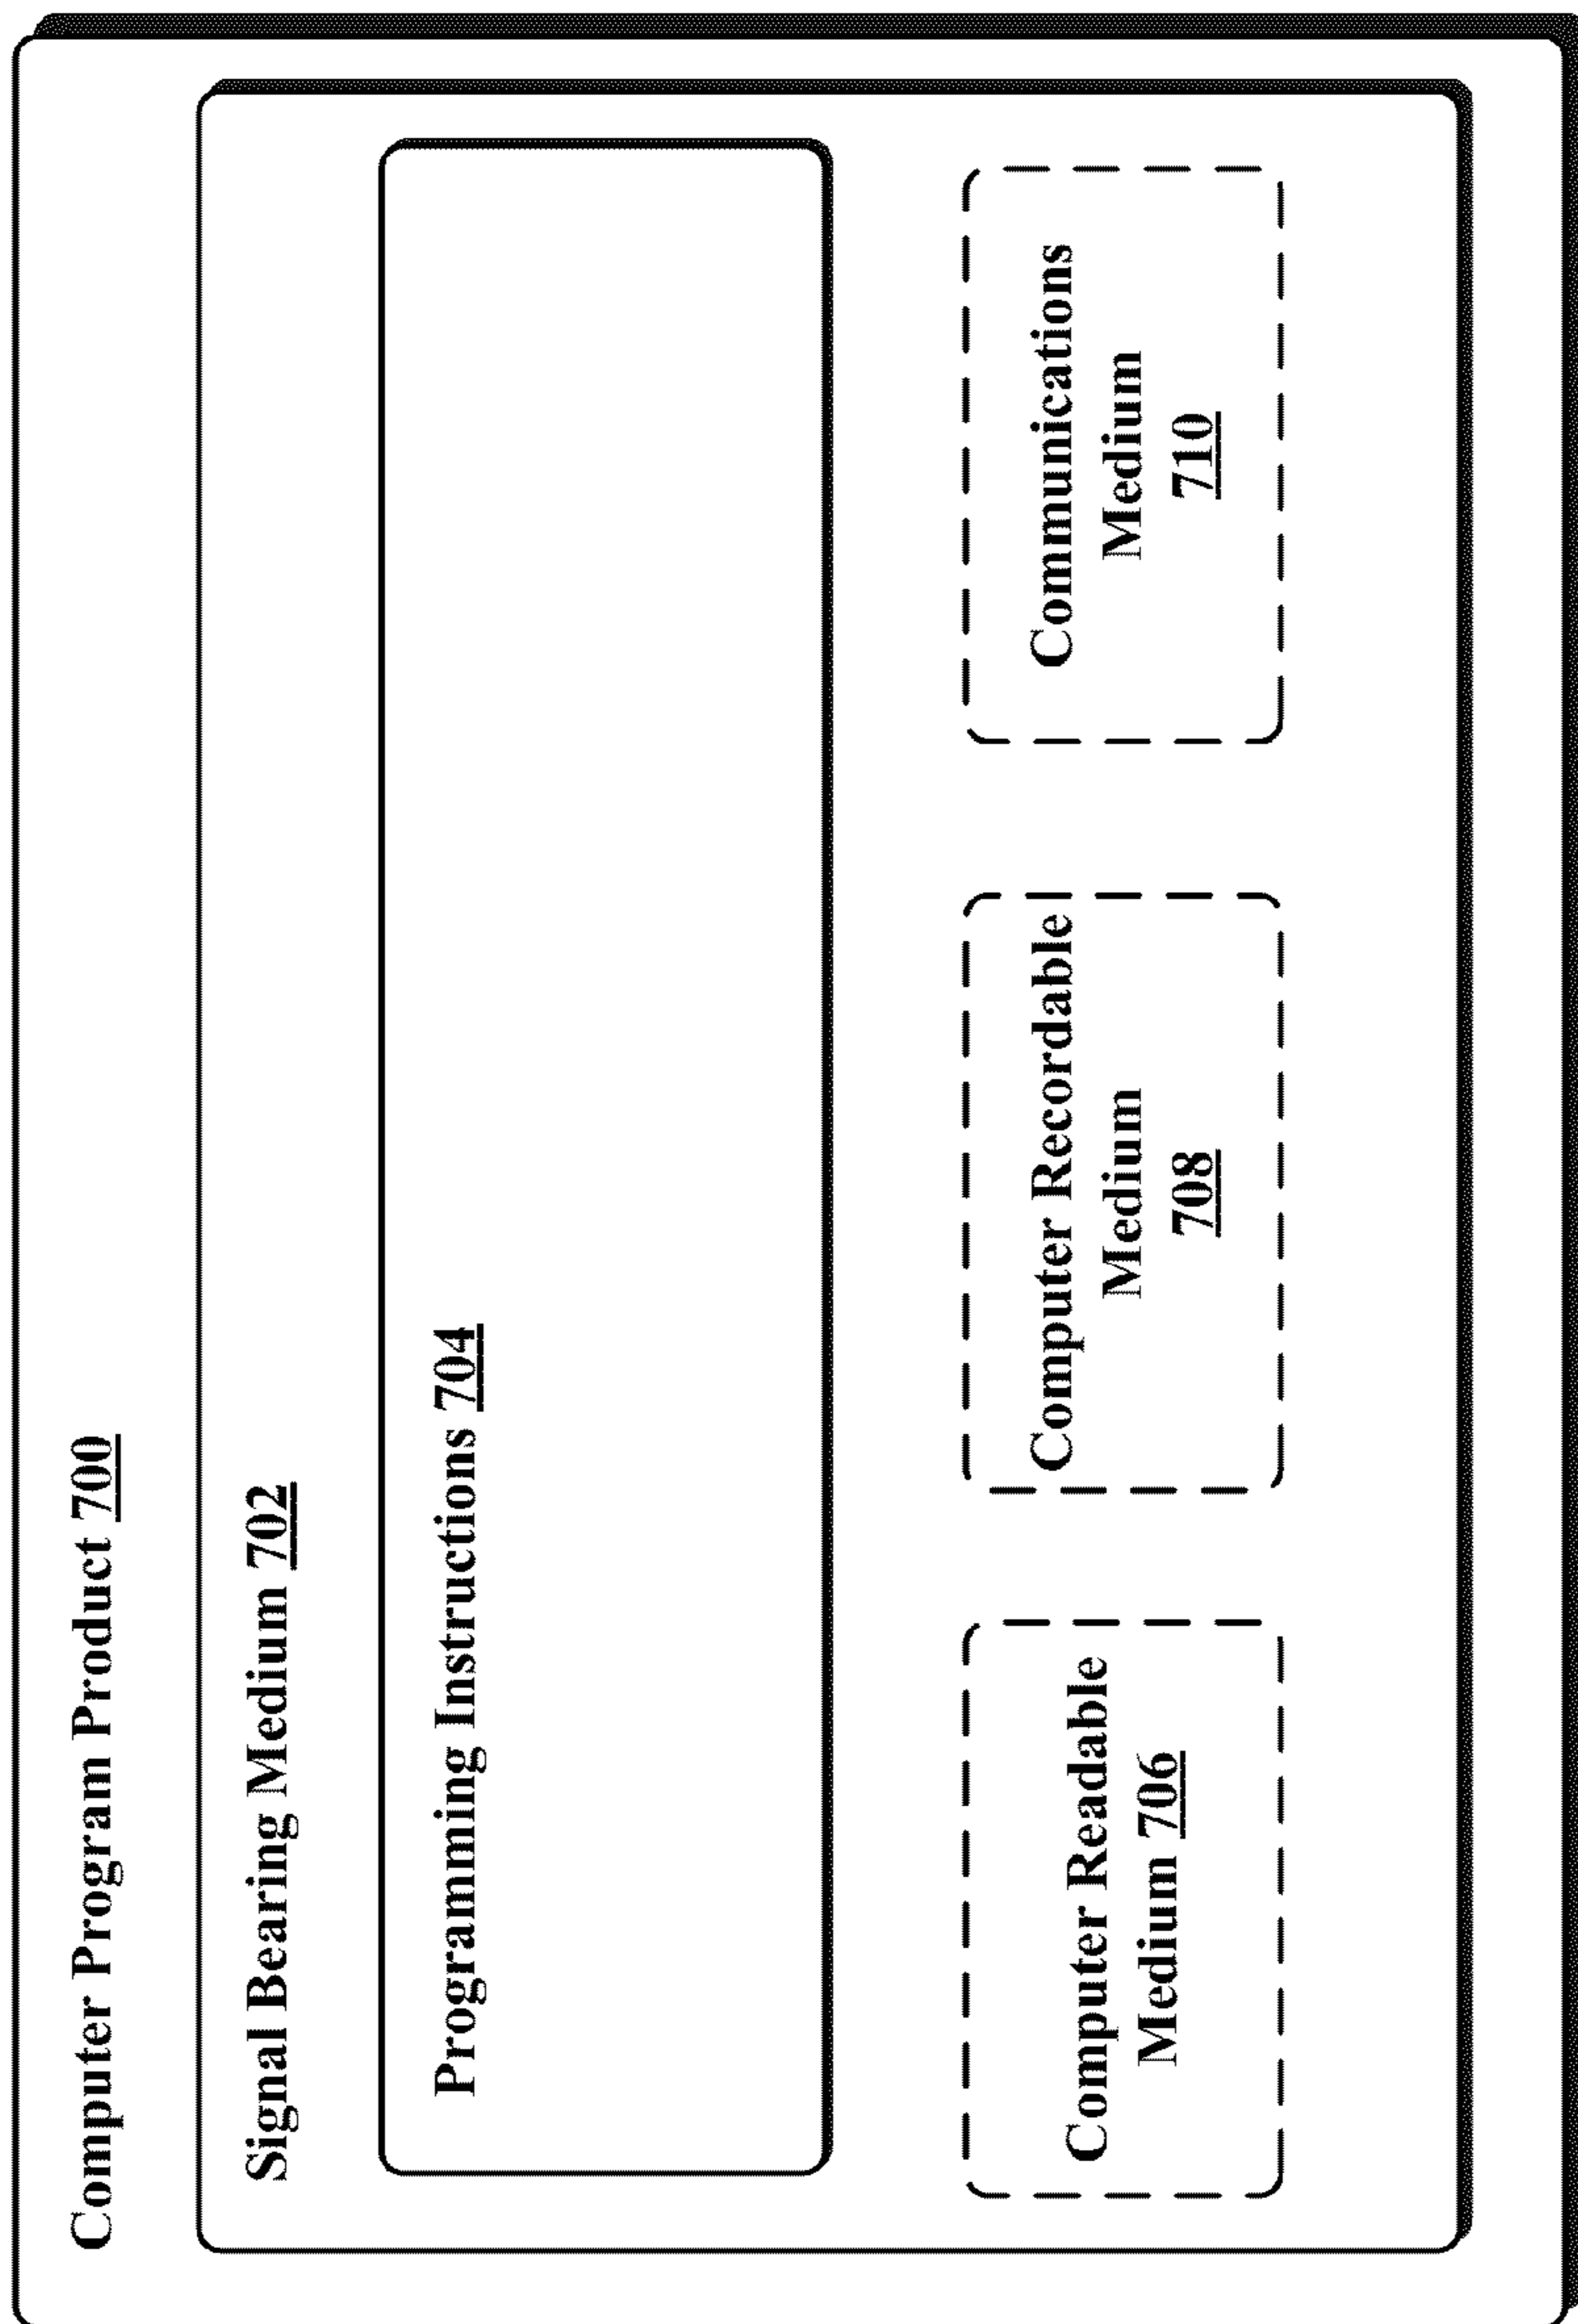 Computer Program Product 700
Signal Bearing Medium 702
Programming Instructions 704
Computer Readable
Medium 706
Computer Recordable
Medium
708
Communications
Medium
710